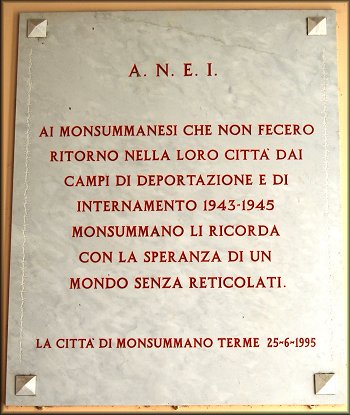 A. N. E. I.
AI MONSUMMANESI CHE NON FECERO
RITORNO NELLA LORO CITTA' DAI
CAMPI DI DEPORTAZIONE E DI
INTERNAMENTO 1943-1945
MONSUMMANO LI RICORDA
CON LA SPERANZA DI UN
MONDO SENZA RETICOLATI.
LA CITTA' DI MONSUMMANO TERME 25-6-1995